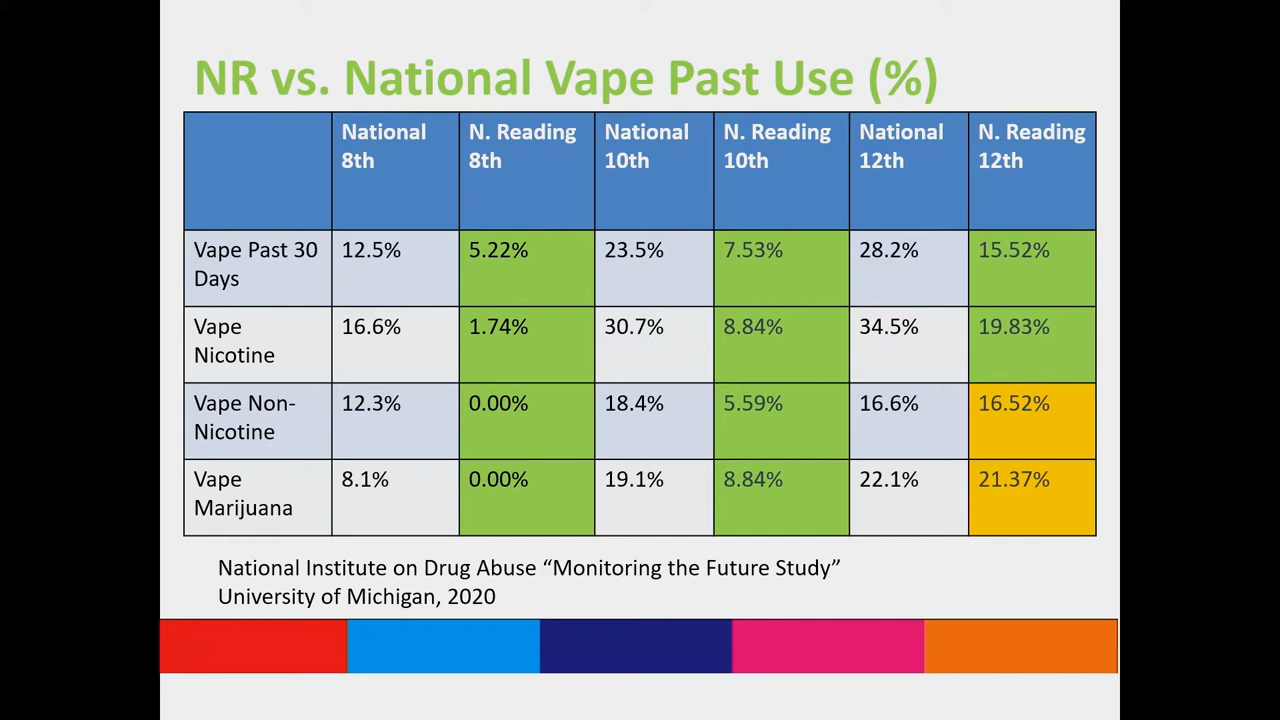 NR vs. National Vape Past Use (%)
National 8th N. Reading 8th National 10th N. Reading 10th National 12th N. Reading 12th
Vape Past 30 Days 12.5% 5.22% 23.5% 7.53% 28.2% 15.52%
Vape Nicotine 16.6% 1.74% 30.7% 8.84% 34.5% 19.83%
Vape Non-Nicotine 12.3% 0.00% 18.4% 5.59% 16.6% 16.52%
Vape Marijuana 8.1% 0.00% 19.1% 8.84% 22.1% 21.37%
National Institute on Drug Abuse “Monitoring the Future Study”
University of Michigan, 2020